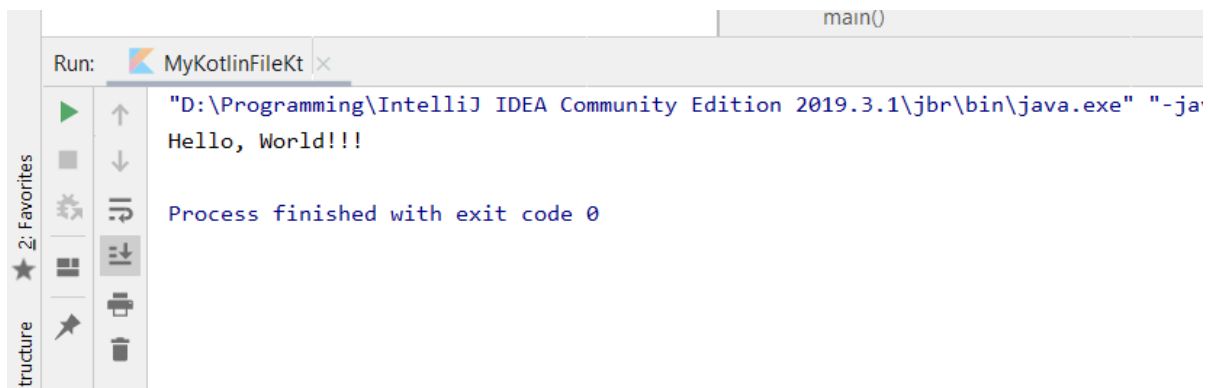 main()
Run: MyKotlinFileKt
"D:\Programming\IntelliJ IDEA Community Edition 2019.3.1\jbr\bin\java.exe" "-ja
Hello, World!!!
Process finished with exit code 0
2: Favorites
tructure